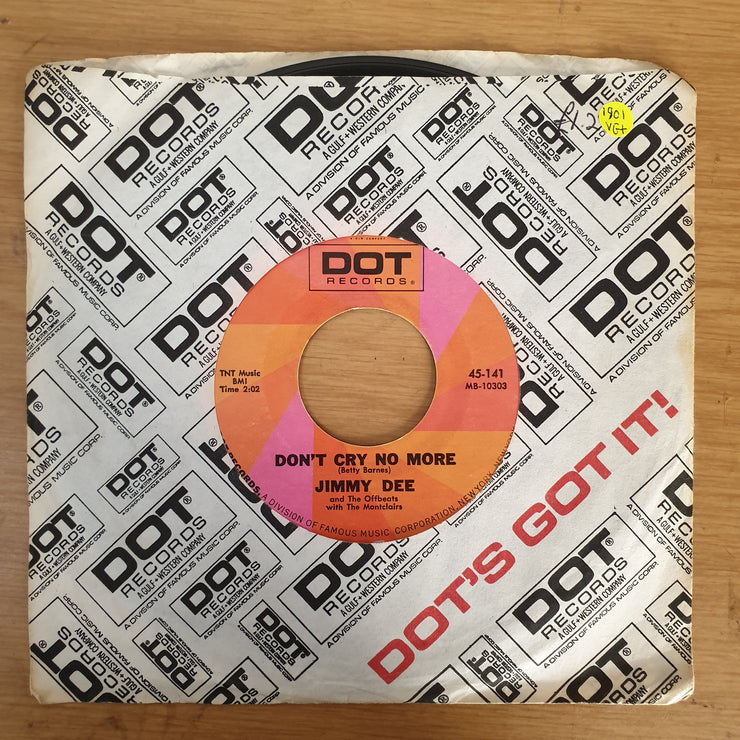 DOT
RECORDS
A GULF + WESTERN COMPANY
A DIVISION OF FAMOUS MUSIC CORP.
1901
VG+
DOT
RECORDS®
TNT Music
BMI
Time 2:02
45-141
MB-10303
DON'T CRY NO MORE
(Betty Barnes)
JIMMY DEE
and The Offbeats
with The Montclairs
RECORDS, A DIVISION OF FAMOUS MUSIC CORPORATION, NEW YORK
DOT'S GOT IT!